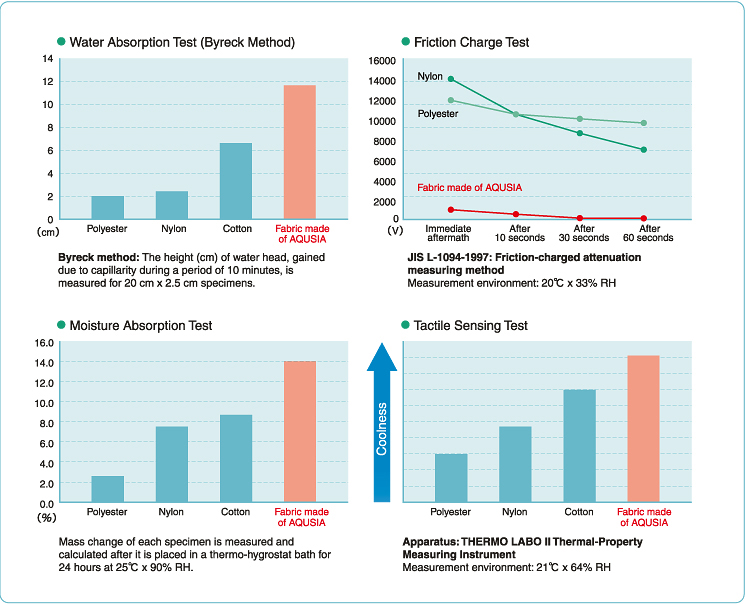 Water Absorption Test (Byreck Method)
14
12
10
8
6
4
2
0
(cm)
Polyester
Nylon
Cotton
Fabric made
of AQUSIA
Byreck method: The height (cm) of water head, gained
due to capillarity during a period of 10 minutes, is
measured for 20 cm x 2.5 cm specimens.
Friction Charge Test
16000
14000
12000
10000
8000
6000
4000
2000
0
(V)
Nylon
Polyester
Fabric made of AQUSIA
Immediate
aftermath
After
10 seconds
After
30 seconds
After
60 seconds
JIS L-1094-1997: Friction-charged attenuation
measuring method
Measurement environment: 20℃ x 33% RH
Moisture Absorption Test
16.0
14.0
12.0
10.0
8.0
6.0
4.0
2.0
0.0
(%)
Polyester
Nylon
Cotton
Fabric made
of AQUSIA
Mass change of each specimen is measured and
calculated after it is placed in a thermo-hygrostat bath for
24 hours at 25℃ x 90% RH.
Tactile Sensing Test
Coolness
Polyester
Nylon
Cotton
Fabric made
of AQUSIA
Apparatus: THERMO LABO II Thermal-Property
Measuring Instrument
Measurement environment: 21℃ x 64% RH